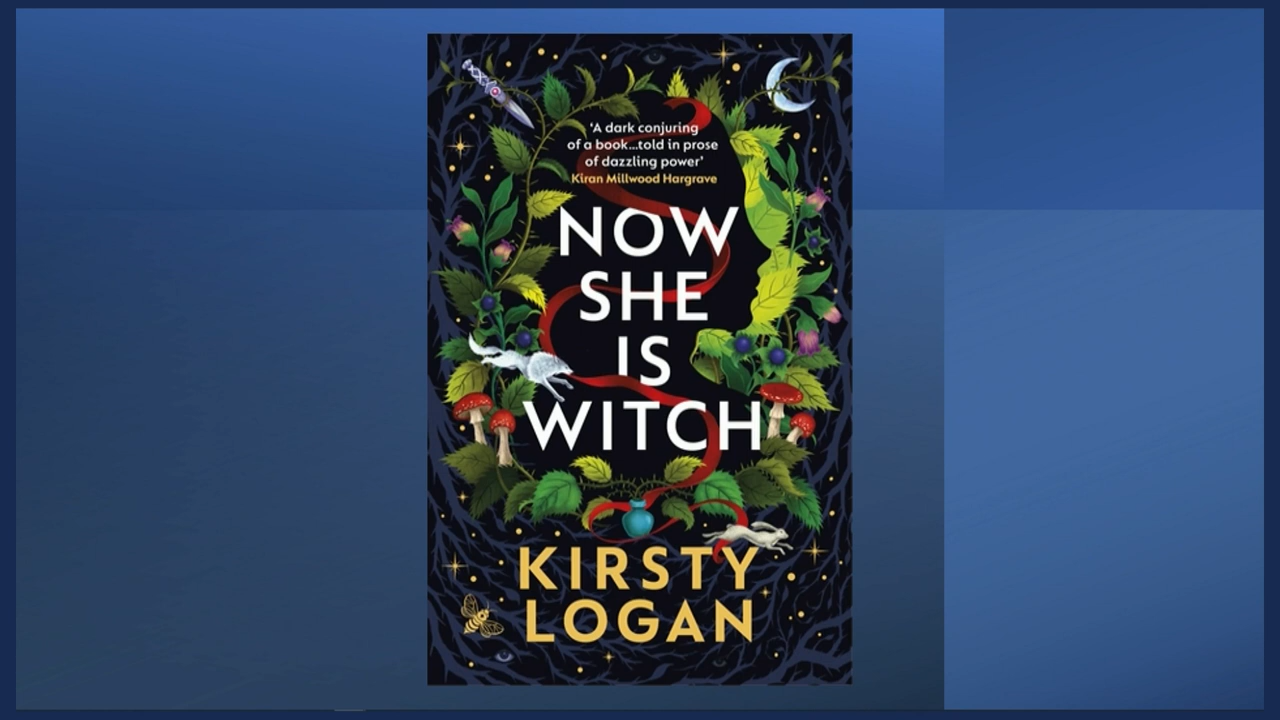 ‘A dark conjuring
of a book...told in prose
of dazzling power’
Kiran Millwood Hargrave
NOW
SHE
IS
WITCH
KIRSTY
LOGAN